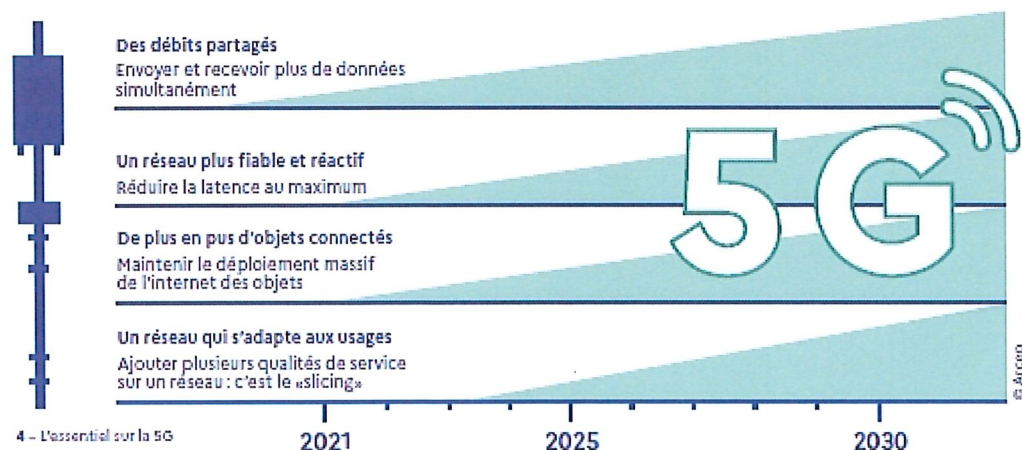 Des débits partagés
Envoyer et recevoir plus de données
simultanément
Un réseau plus fiable et réactif
Réduire la latence au maximum
De plus en pus d'objets connectés
Maintenir le déploiement massif
de l'internet des objets
Un réseau qui s'adapte aux usages
Ajouter plusieurs qualités de service
sur un réseau : c'est le «slicing»
5G
© Arcep
2021 2025 2030
4 – L'essentiel sur la 5G